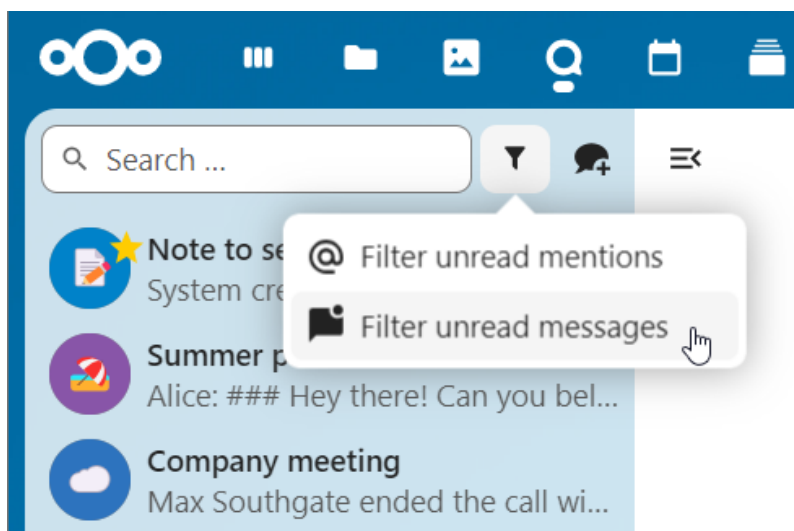 Search ...
Filter unread mentions
Filter unread messages
Note to se
System cre
Summer p
Alice: ### Hey there! Can you bel...
Company meeting
Max Southgate ended the call wi...